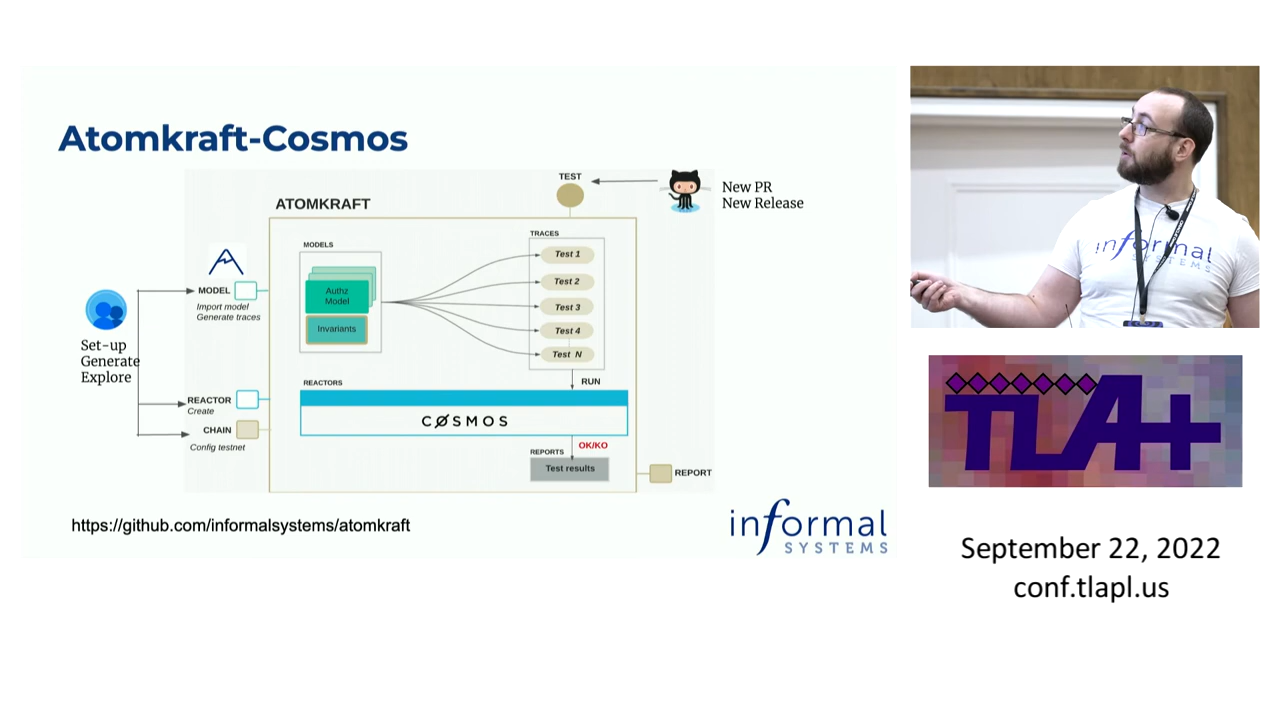 Atomkraft-Cosmos
ATOMKRAFT
TEST
New PR
New Release
MODELS
TRACES
Authz
Model
Invariants
Test 1
Test 2
Test 3
Test 4
Test N
MODEL
Import model
Generate traces
Set-up
Generate
Explore
REACTOR
Create
CHAIN
Config testnet
REACTORS
RUN
CØSMOS
OK/KO
REPORTS
Test results
REPORT
https://github.com/informalsystems/atomkraft
informal
SYSTEMS
informal
SYSTEMS
TLA+
September 22, 2022
conf.tlapl.us